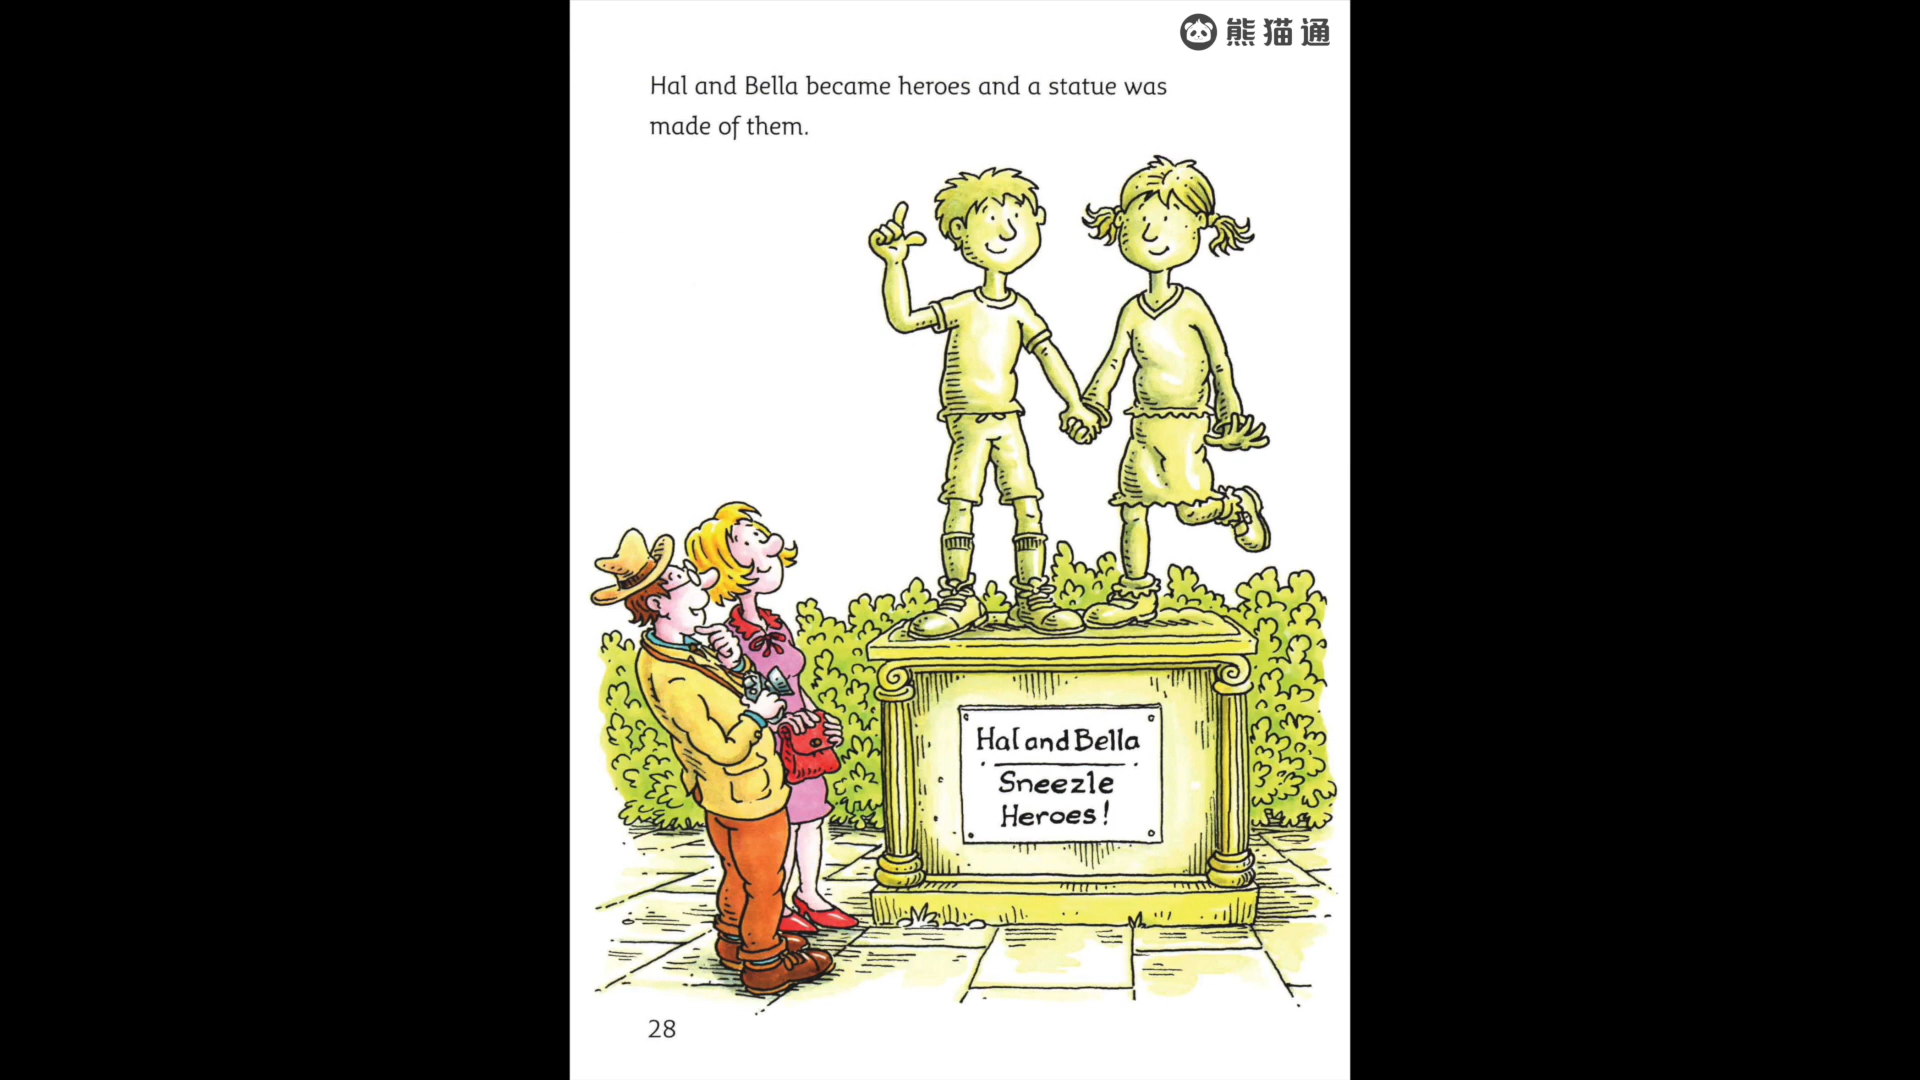 熊猫通
Hal and Bella became heroes and a statue was
made of them.
Hal and Bella
Sneezle
Heroes!
28